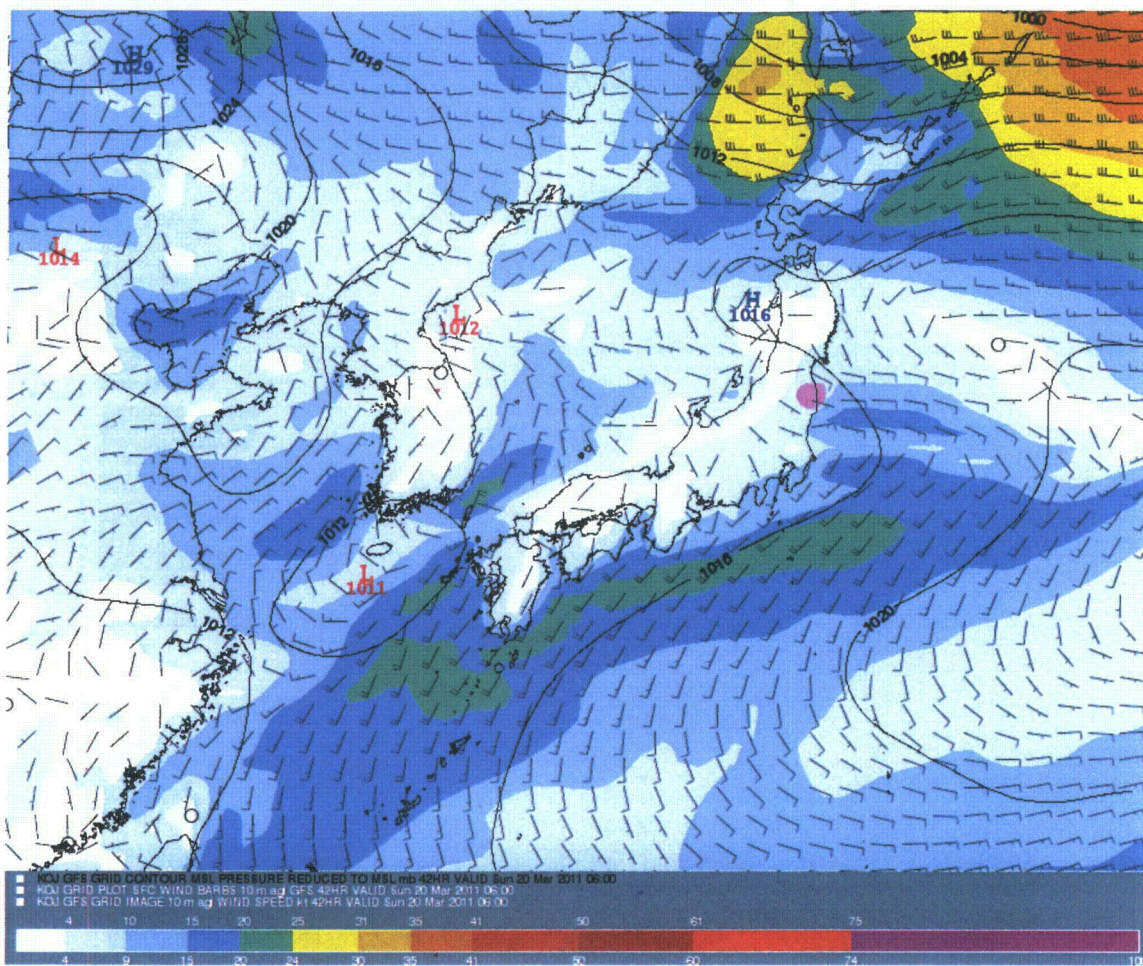 1000
H
1029
1028
1016
1004
1008
1024
1012
1020
L
1014
H
1016
L
1012
1012
1016
L
1011
1020
1012
KOJ GFS GRID CONTOUR MSL PRESSURE REDUCED TO MSL mb 42HR VALID Sun 20 Mar 2011 06:00
KOJ GRID PLOT SFC WIND BARBS 10 m agl GFS 42HR VALID Sun 20 Mar 2011 06:00
KOJ GFS GRID IMAGE 10 m agl WIND SPEED kt 42HR VALID Sun 20 Mar 2011 06:00
4 10 15 20 25 31 35 41 50 61 75
4 9 15 20 24 30 35 41 50 60 74 10